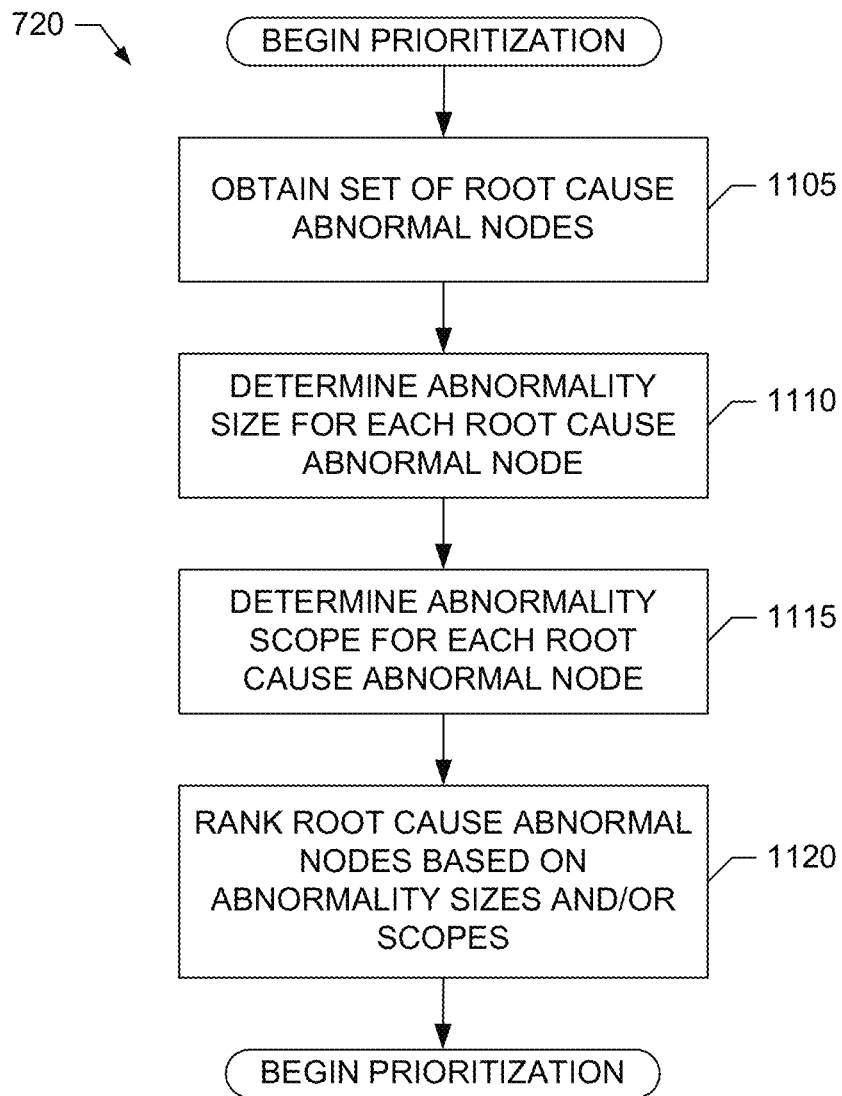 720
BEGIN PRIORITIZATION
OBTAIN SET OF ROOT CAUSE
ABNORMAL NODES
1105
DETERMINE ABNORMALITY
SIZE FOR EACH ROOT CAUSE
ABNORMAL NODE
1110
DETERMINE ABNORMALITY
SCOPE FOR EACH ROOT
CAUSE ABNORMAL NODE
1115
RANK ROOT CAUSE ABNORMAL
NODES BASED ON
ABNORMALITY SIZES AND/OR
SCOPES
1120
BEGIN PRIORITIZATION